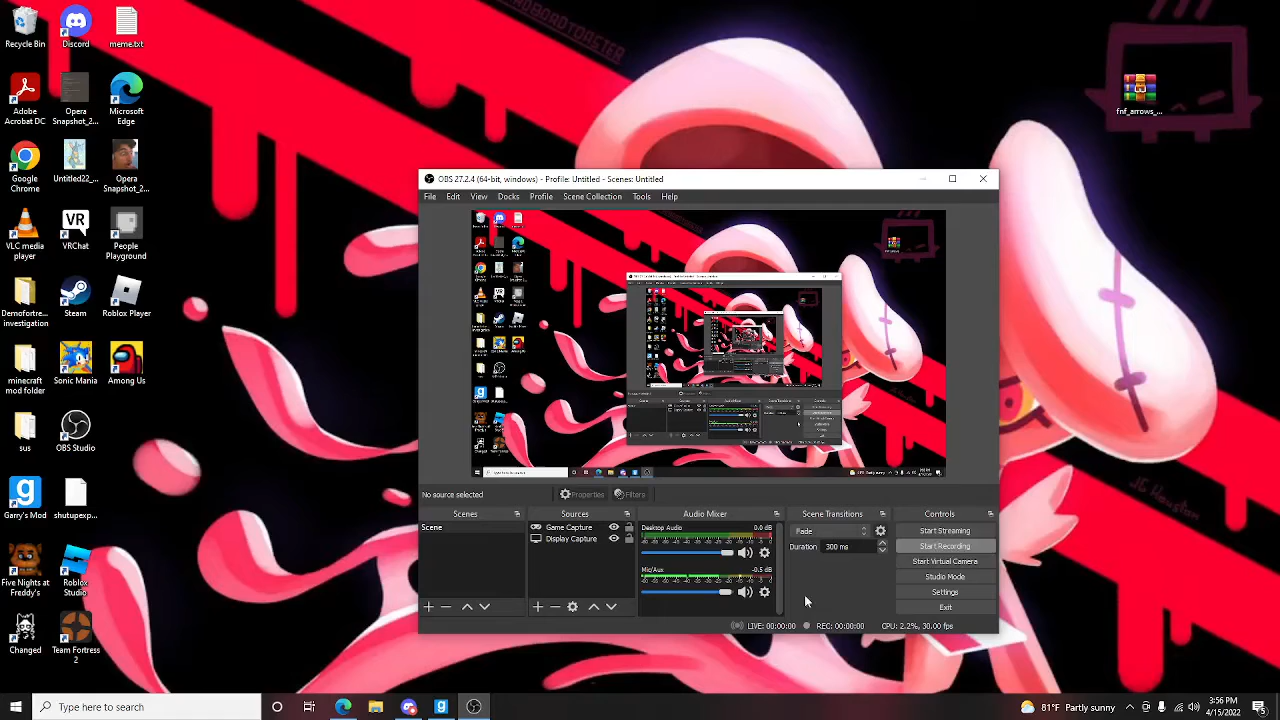 Recycle Bin
Discord
meme.txt
Adobe Acrobat DC
Opera Snapshot_2...
Microsoft Edge
Google Chrome
Untitled22_...
Opera Snapshot_2...
VLC media player
VRChat
People Playground
Steam
Roblox Player
minecraft mod folder
Sonic Mania
Among Us
sus
OBS Studio
Garry's Mod
shutupexp...
Five Nights at Freddy's
Roblox Studio
Changed
Team Fortress 2
fnf_arrows_...
OBS 27.2.4 (64-bit, windows) - Profile: Untitled - Scenes: Untitled
File Edit View Docks Profile Scene Collection Tools Help
No source selected
Properties
Filters
Scenes
Sources
Audio Mixer
Scene Transitions
Controls
Scene
Game Capture
Display Capture
Desktop Audio 0.0 dB
Mic/Aux -0.5 dB
Fade
Duration 300 ms
Start Streaming
Start Recording
Start Virtual Camera
Studio Mode
Settings
Exit
LIVE: 00:00:00
REC: 00:00:00
CPU: 2.2%, 30.00 fps
Type here to search
81°F Partly sunny
3:56 PM
4/15/2022